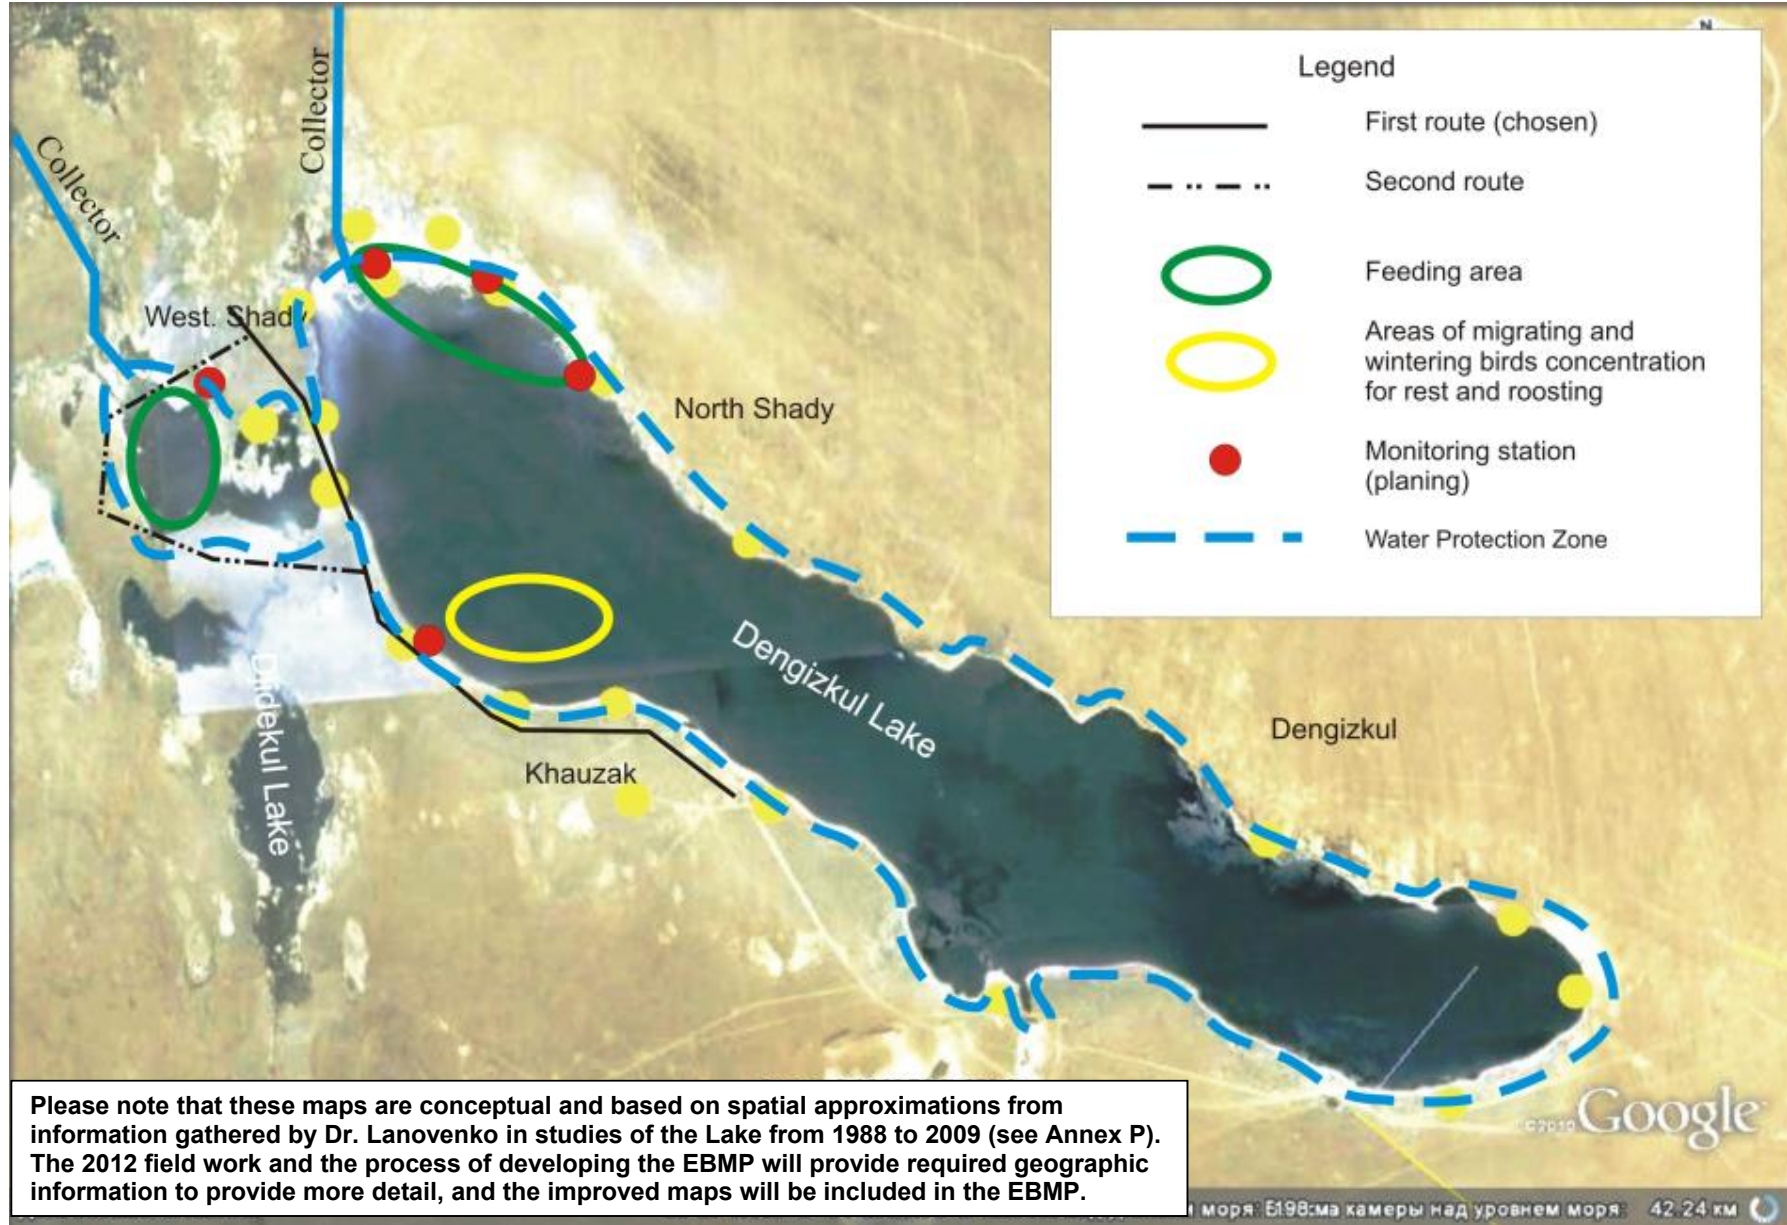 Collector
Collector
N
Legend
First route (chosen)
Second route
Feeding area
Areas of migrating and
wintering birds concentration
for rest and roosting
Monitoring station
(planing)
Water Protection Zone
West. Shady
North Shady
Dengizkul Lake
Dengizkul
Khauzak
Lake
©2010 Google
Please note that these maps are conceptual and based on spatial approximations from
information gathered by Dr. Lanovenko in studies of the Lake from 1988 to 2009 (see Annex P).
The 2012 field work and the process of developing the EBMP will provide required geographic
information to provide more detail, and the improved maps will be included in the EBMP.
моря: камеры над уровнем моря: 42.24 км